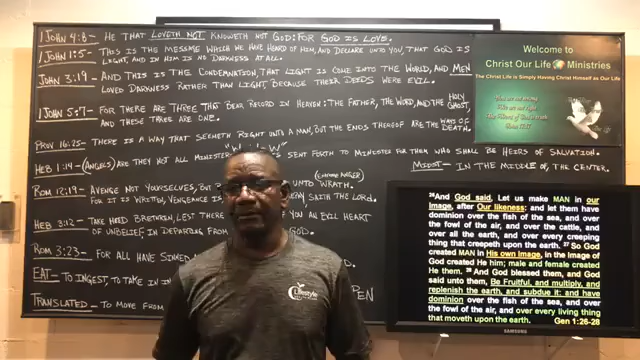 1 JOHN 4:8 - HE THAT LOVETH NOT KNOWETH NOT GOD: FOR GOD IS LOVE.
1 JOHN 1:5 - THIS IS THE MESSAGE WHICH WE HAVE HEARD OF HIM, AND DECLARE UNTO YOU, THAT GOD IS
LIGHT, AND IN HIM IS NO DARKNESS AT ALL.
JOHN 3:19 - AND THIS IS THE CONDEMNATION, THAT LIGHT IS COME INTO THE WORLD, AND MEN
LOVED DARKNESS RATHER THAN LIGHT, BECAUSE THEIR DEEDS WERE EVIL.
1 JOHN 5:7 - FOR THERE ARE THREE THAT BEAR RECORD IN HEAVEN: THE FATHER, THE WORD, AND THE HOLY GHOST,
AND THESE THREE ARE ONE.
PROV 16:25 - THERE IS A WAY THAT SEEMETH RIGHT UNTO A MAN, BUT THE ENDS THEREOF ARE THE WAYS OF DEATH.
HEB 1:14 - (ANGELS) ARE THEY NOT ALL MINISTER SENT FORTH TO MINISTER FOR THEM WHO SHALL BE HEIRS OF SALVATION.
MIDST - IN THE MIDDLE OF, THE CENTER.
ROM 12:19 - AVENGE NOT YOURSELVES, BUT UNTO WRATH.
FOR IT IS WRITTEN, VENGEANCE IS SAITH THE LORD.
HEB 3:12 - TAKE HEED BRETHREN, LEST THERE OF YOU AN EVIL HEART
OF UNBELIEF IN DEPARTING FROM GOD.
ROM 3:23 - FOR ALL HAVE SINNED
EAT - TO INGEST, TO TAKE IN
TRANSLATED - TO MOVE FROM
Welcome to
Christ Our Life Ministries
The Christ Life is Simply Having Christ Himself as Our Life
Lifestyle
26 And God said, Let us make MAN in our
image, after Our likeness: and let them have
dominion over the fish of the sea, and over
the fowl of the air, and over the cattle, and
over all the earth, and over every creeping
thing that creepeth upon the earth. 27 So God
created MAN in His own image, in the image of
God created He him; male and female created
He them. 28 And God blessed them, and God
said unto them, Be fruitful, and multiply, and
replenish the earth, and subdue it: and have
dominion over the fish of the sea, and over
the fowl of the air, and over every living thing
that moveth upon the earth. Gen 1:26-28
SAMSUNG